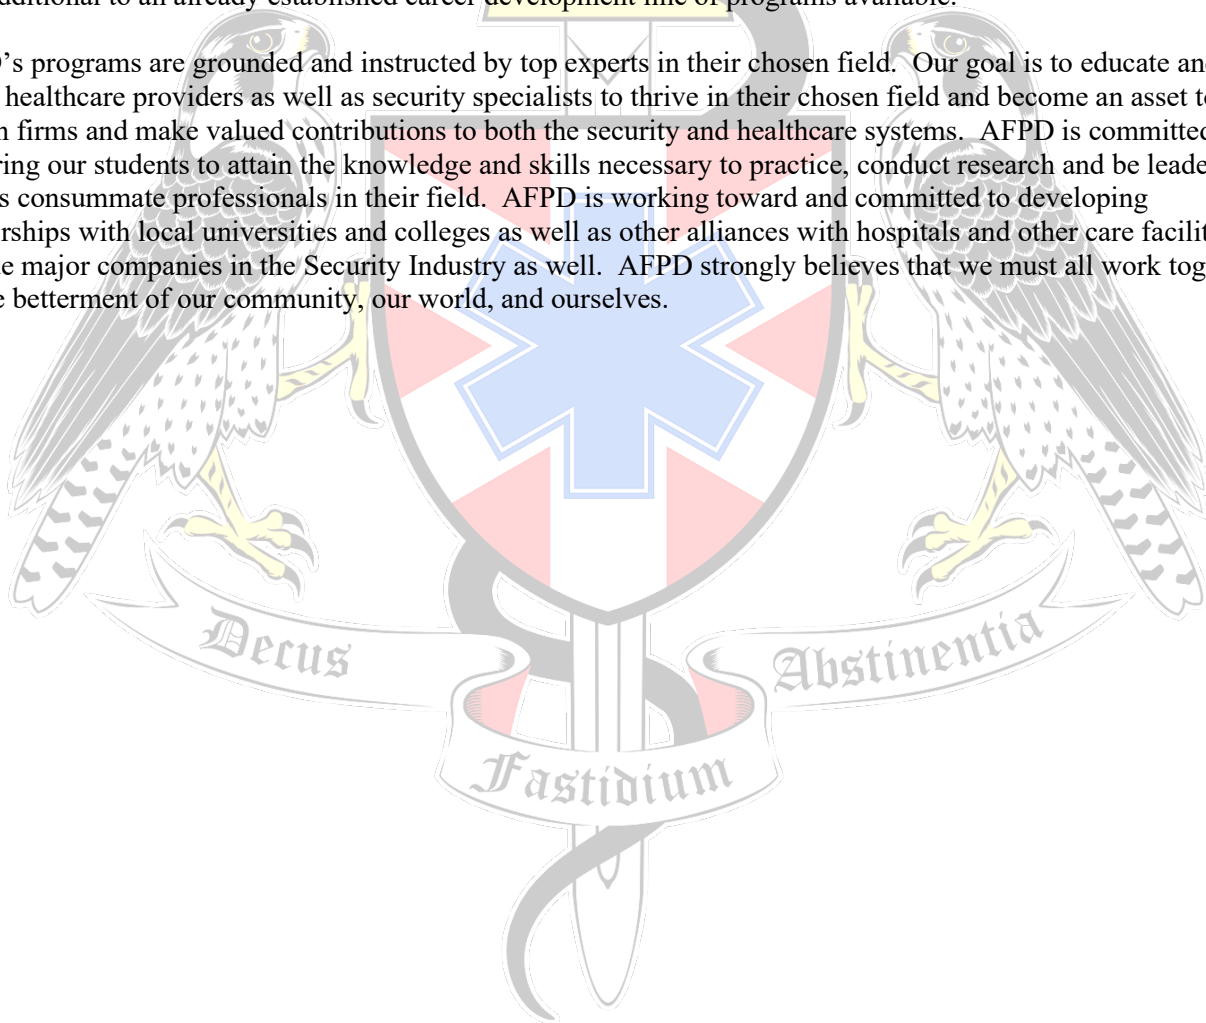 additional to an already established career development line of programs available.
D's programs are grounded and instructed by top experts in their chosen field.  Our goal is to educate an
healthcare providers as well as security specialists to thrive in their chosen field and become an asset to
n firms and make valued contributions to both the security and healthcare systems.  AFPD is committed
ring our students to attain the knowledge and skills necessary to practice, conduct research and be leade
s consummate professionals in their field.  AFPD is working toward and committed to developing
rships with local universities and colleges as well as other alliances with hospitals and other care facilit
e major companies in the Security Industry as well.  AFPD strongly believes that we must all work tog
e betterment of our community, our world, and ourselves.
Decus
Abstinentia
Fastidium